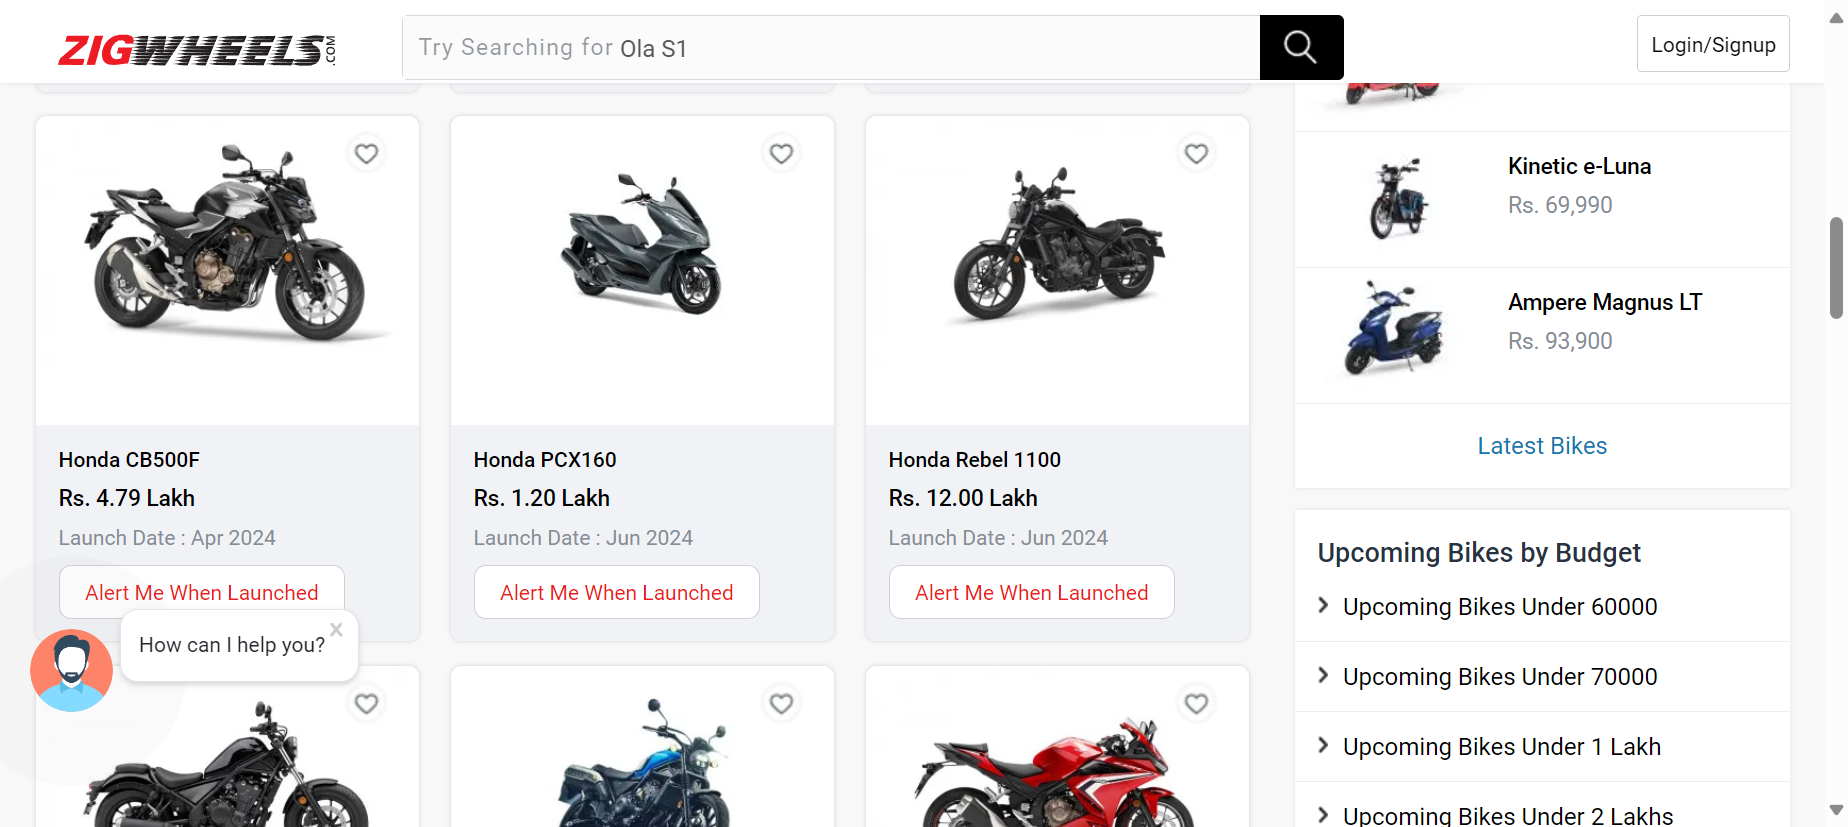 ZIGWHEELS.COM
Try Searching for Ola S1
Login/Signup
Honda CB500F
Rs. 4.79 Lakh
Launch Date : Apr 2024
Alert Me When Launched
Honda PCX160
Rs. 1.20 Lakh
Launch Date : Jun 2024
Alert Me When Launched
Honda Rebel 1100
Rs. 12.00 Lakh
Launch Date : Jun 2024
Alert Me When Launched
How can I help you?
Kinetic e-Luna
Rs. 69,990
Ampere Magnus LT
Rs. 93,900
Latest Bikes
Upcoming Bikes by Budget
Upcoming Bikes Under 60000
Upcoming Bikes Under 70000
Upcoming Bikes Under 1 Lakh
Upcoming Bikes Under 2 Lakhs